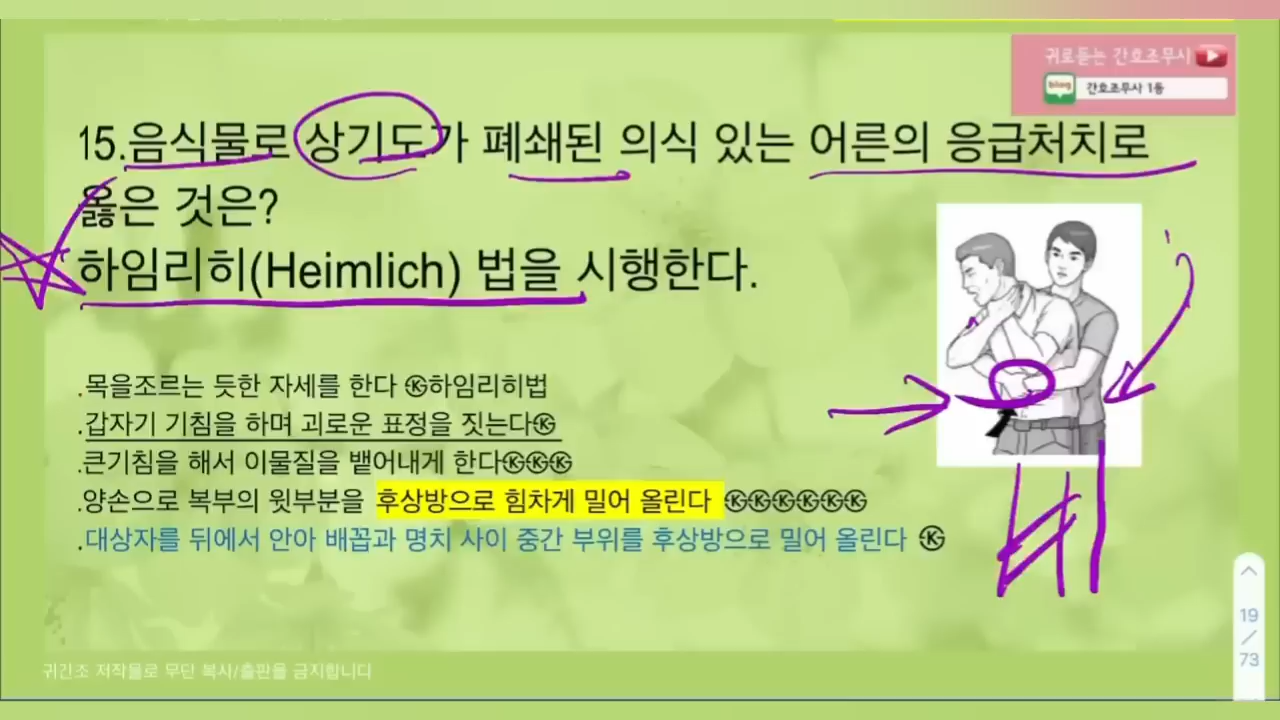 귀로듣는 간호조무사
blog 간호조무사 1등
15.음식물로 상기도가 폐쇄된 의식 있는 어른의 응급처치로
옳은 것은?
하임리히(Heimlich) 법을 시행한다.
.목을조르는 듯한 자세를 한다 Ⓚ하임리히법
.갑자기 기침을 하며 괴로운 표정을 짓는다Ⓚ
.큰기침을 해서 이물질을 뱉어내게 한다ⓀⓀⓀ
.양손으로 복부의 윗부분을 후상방으로 힘차게 밀어 올린다 ⓀⓀⓀⓀⓀⓀ
.대상자를 뒤에서 안아 배꼽과 명치 사이 중간 부위를 후상방으로 밀어 올린다 Ⓚ
19
/
73
귀간조 저작물로 무단 복사/출판을 금지합니다